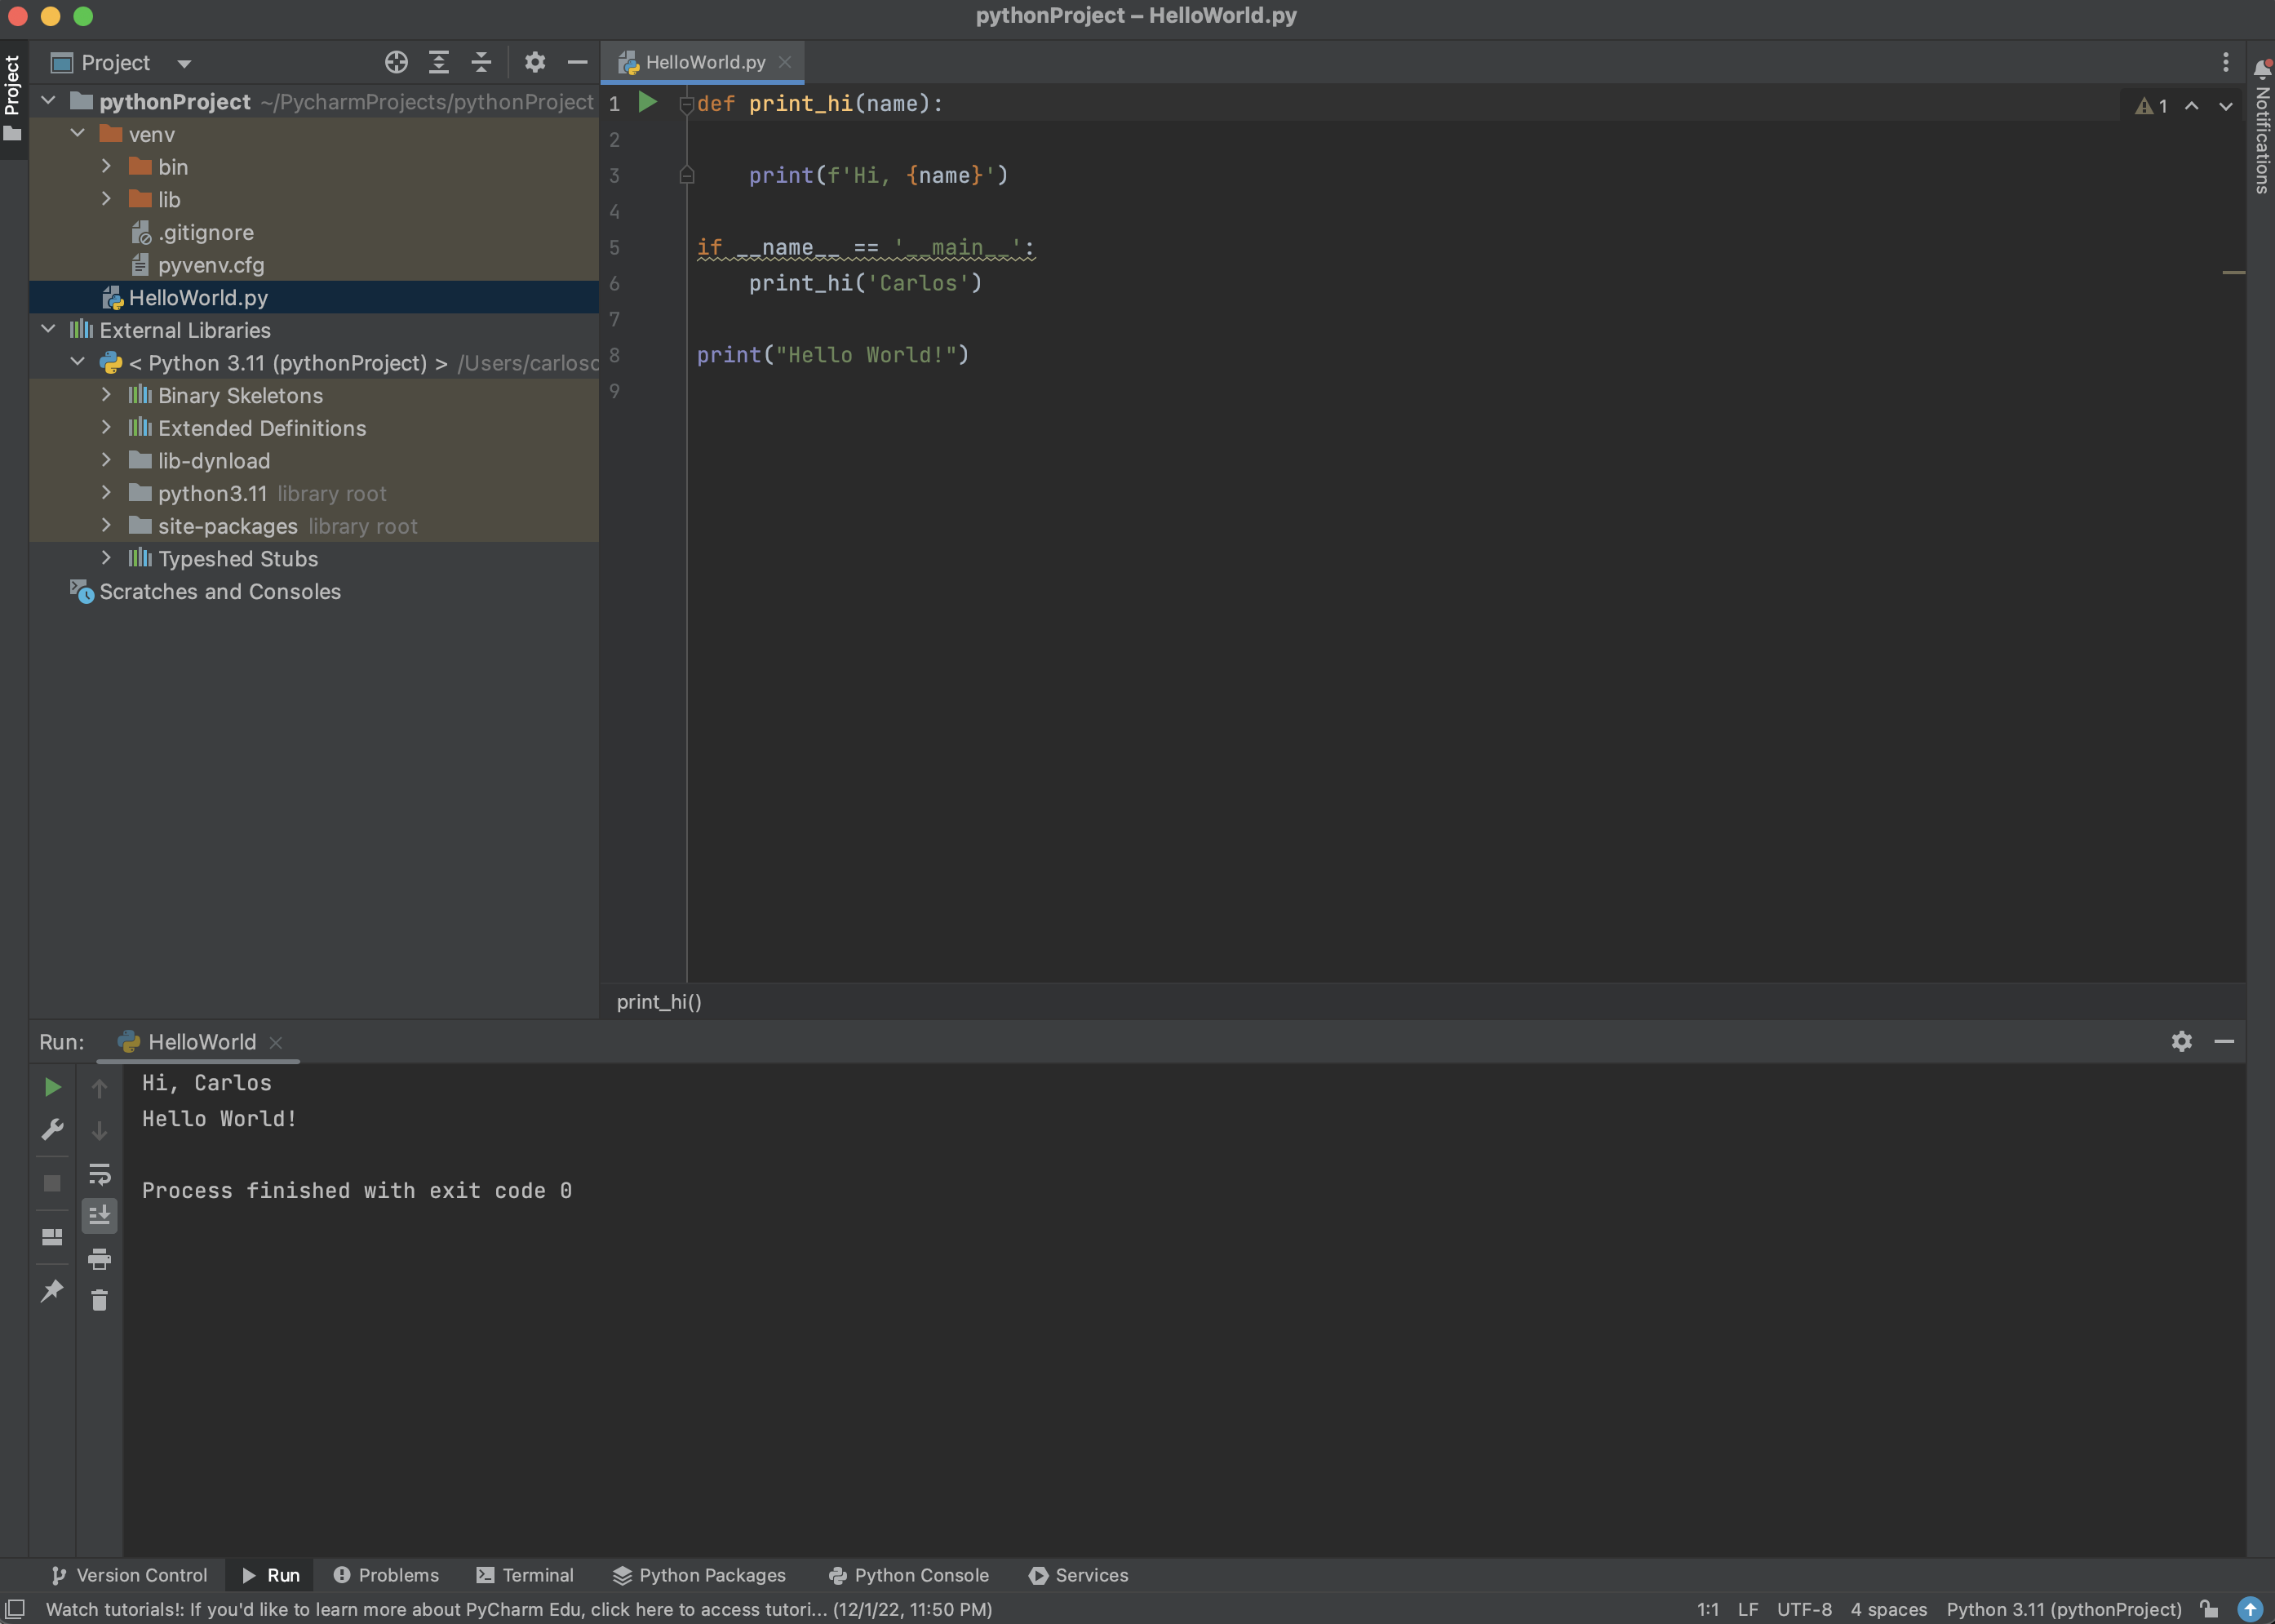 pythonProject – HelloWorld.py
Project
Project
pythonProject ~/PycharmProjects/pythonProject
venv
bin
lib
.gitignore
pyvenv.cfg
HelloWorld.py
External Libraries
< Python 3.11 (pythonProject) > /Users/carlosc
Binary Skeletons
Extended Definitions
lib-dynload
python3.11 library root
site-packages library root
Typeshed Stubs
Scratches and Consoles
HelloWorld.py
1 def print_hi(name):
2
3     print(f'Hi, {name}')
4
5 if __name__ == '__main__':
6     print_hi('Carlos')
7
8 print("Hello World!")
9
1
Notifications
print_hi()
Run: HelloWorld
Hi, Carlos
Hello World!
Process finished with exit code 0
Version Control Run Problems Terminal Python Packages Python Console Services
Watch tutorials!: If you'd like to learn more about PyCharm Edu, click here to access tutori... (12/1/22, 11:50 PM) 1:1 LF UTF-8 4 spaces Python 3.11 (pythonProject)